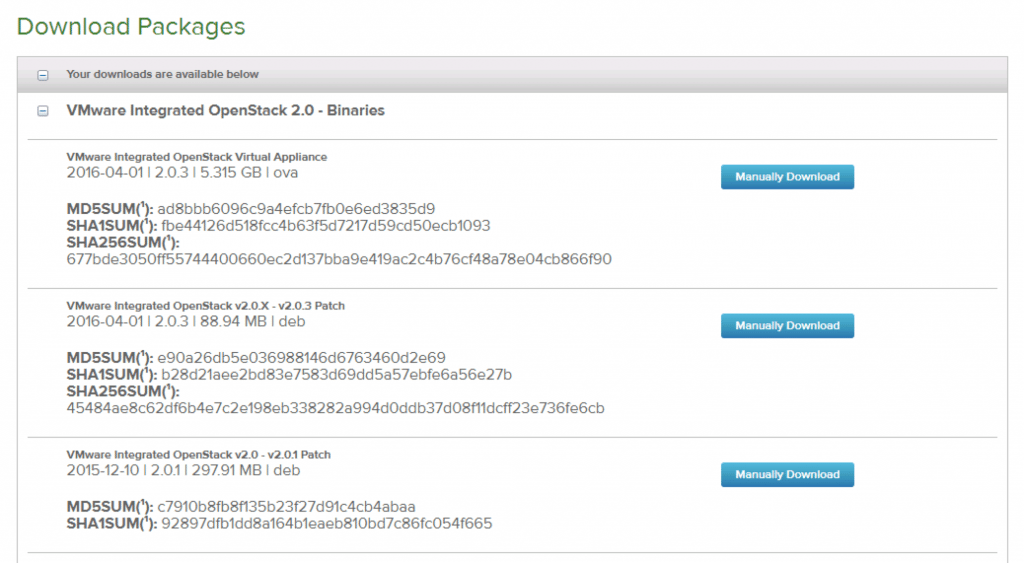 Download Packages
Your downloads are available below
VMware Integrated OpenStack 2.0 - Binaries
VMware Integrated OpenStack Virtual Appliance
2016-04-01 | 2.0.3 | 5.315 GB | ova
Manually Download
MD5SUM(¹): ad8bbb6096c9a4efcb7fb0e6ed3835d9
SHA1SUM(¹): fbe44126d518fcc4b63f5d7217d59cd50ecb1093
SHA256SUM(¹):
677bde3050ff55744400660ec2d137bba9e419ac2c4b76cf48a78e04cb866f90
VMware Integrated OpenStack v2.0.X - v2.0.3 Patch
2016-04-01 | 2.0.3 | 88.94 MB | deb
Manually Download
MD5SUM(¹): e90a26db5e036988146d6763460d2e69
SHA1SUM(¹): b28d21aee2bd83e7583d69dd5a57ebfe6a56e27b
SHA256SUM(¹):
45484ae8c62df6b4e7c2e198eb338282a994d0ddb37d08f11dcff23e736fe6cb
VMware Integrated OpenStack v2.0 - v2.0.1 Patch
2015-12-10 | 2.0.1 | 297.91 MB | deb
Manually Download
MD5SUM(¹): c7910b8fb8f135b23f27d91c4cb4abaa
SHA1SUM(¹): 92897dfb1dd8a164b1eaeb810bd7c86fc054f665